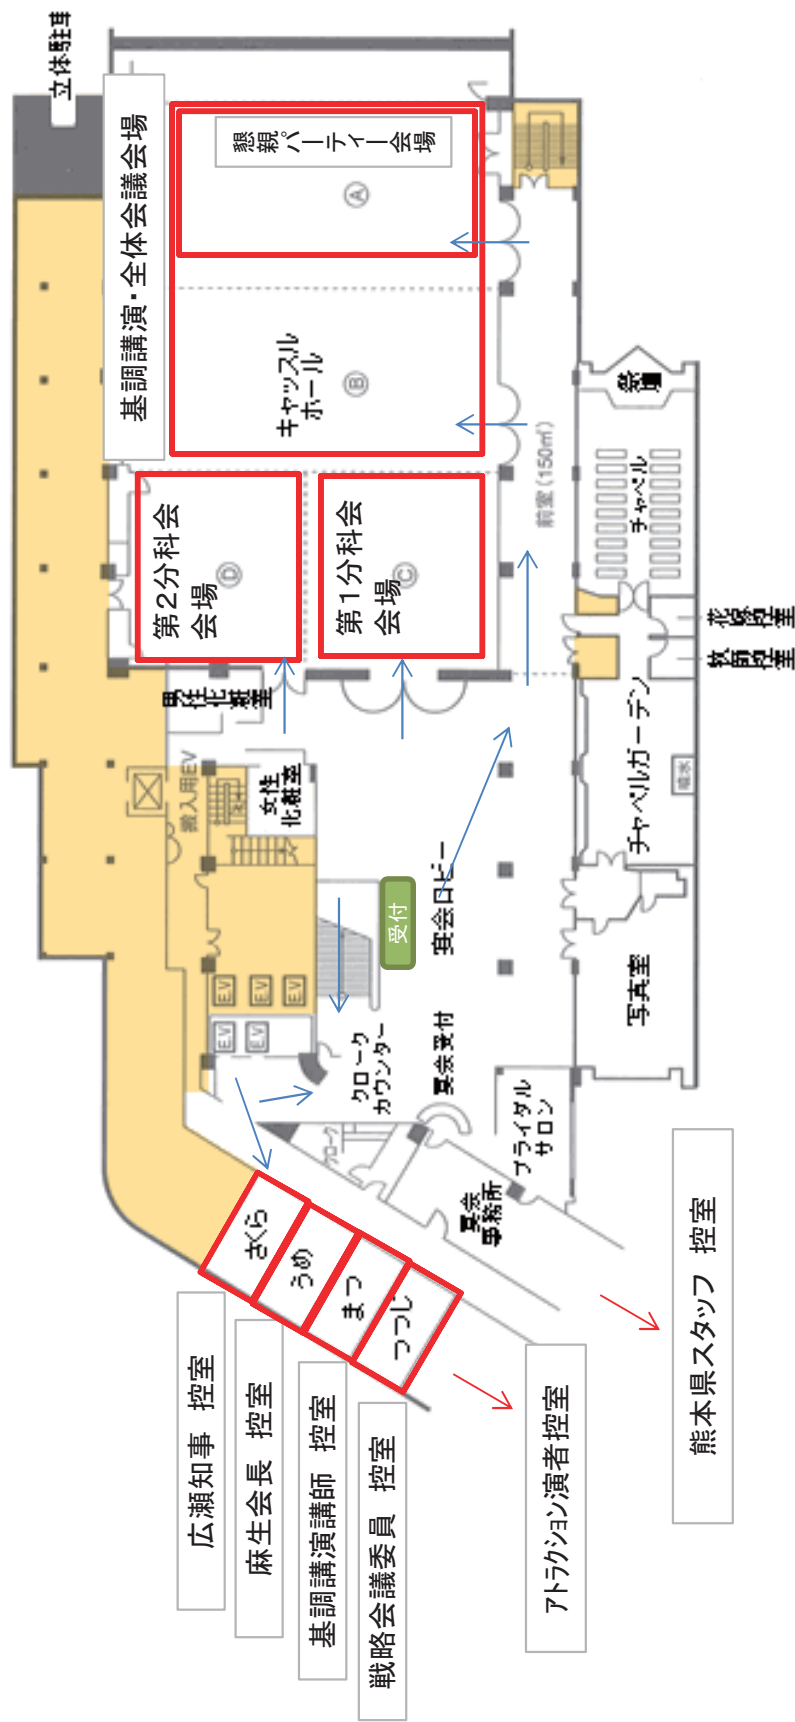 広瀬知事　控室
麻生会長　控室
基調講演講師　控室
戦略会議委員　控室
アトラクション演者控室
熊本県スタッフ　控室
さくら
うめ
まつ
つつじ
クローク
宴会
事務所
ブライダル
サロン
クローク
カウンター
宴会受付
宴会ロビー
受付
EV
EV
EV
EV
EV
搬入用EV
女性
化粧室
男性化粧室
写真室
チャペルガーデン
噴水
牧師控室
花嫁控室
チャペル
祭壇
前室(150㎡)
第2分科会
会場
D
第1分科会
会場
C
キャッスル
ホール
B
A
基調講演・全体会議会場
懇親パーティー会場
立体駐車